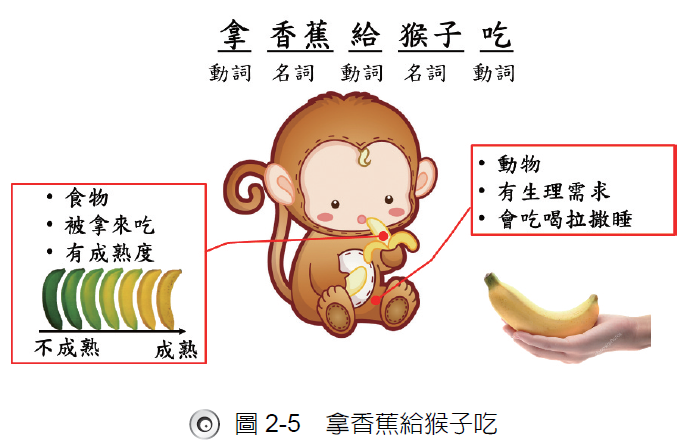 拿 香蕉 給 猴子 吃
動詞 名詞 動詞 名詞 動詞
• 食物
• 被拿來吃
• 有成熟度
不成熟 成熟
• 動物
• 有生理需求
• 會吃喝拉撒睡
圖 2-5 拿香蕉給猴子吃